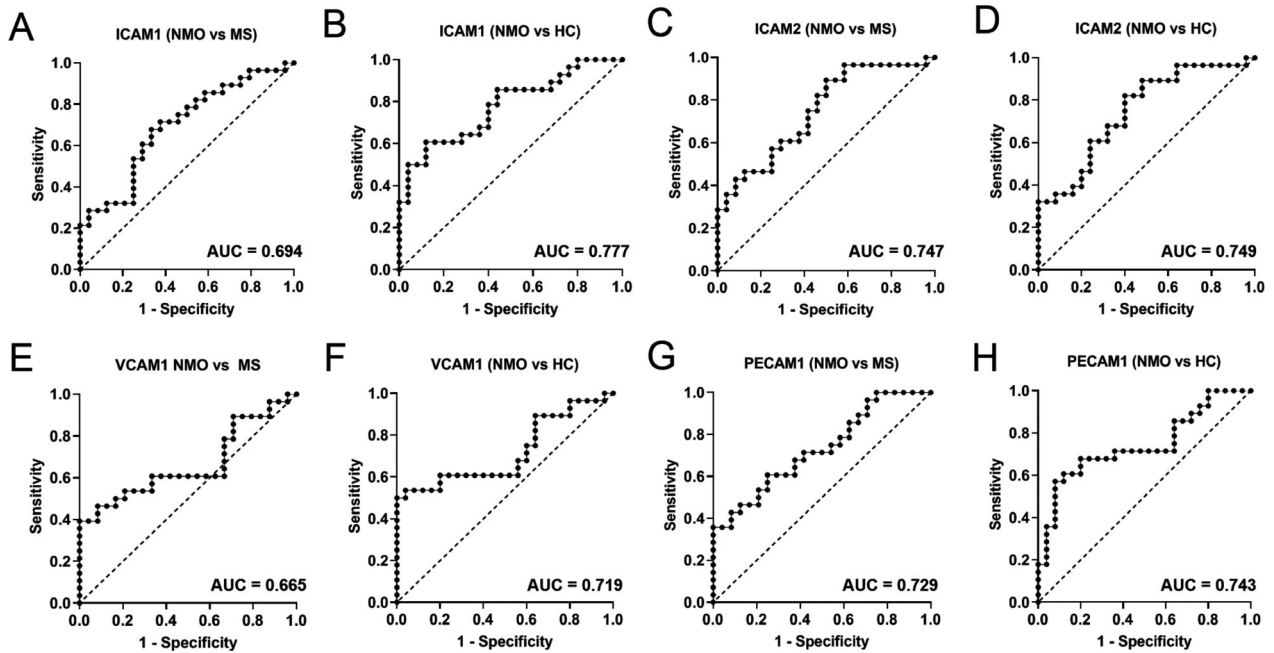 A
ICAM1 (NMO vs MS)
Sensitivity
1.0
0.8
0.6
0.4
0.2
0.0
AUC = 0.694
0.0 0.2 0.4 0.6 0.8 1.0
1 - Specificity
B
ICAM1 (NMO vs HC)
Sensitivity
1.0
0.8
0.6
0.4
0.2
0.0
AUC = 0.777
0.0 0.2 0.4 0.6 0.8 1.0
1 - Specificity
C
ICAM2 (NMO vs MS)
Sensitivity
1.0
0.8
0.6
0.4
0.2
0.0
AUC = 0.747
0.0 0.2 0.4 0.6 0.8 1.0
1 - Specificity
D
ICAM2 (NMO vs HC)
Sensitivity
1.0
0.8
0.6
0.4
0.2
0.0
AUC = 0.749
0.0 0.2 0.4 0.6 0.8 1.0
1 - Specificity
E
VCAM1 NMO vs MS
Sensitivity
1.0
0.8
0.6
0.4
0.2
0.0
AUC = 0.665
0.0 0.2 0.4 0.6 0.8 1.0
1 - Specificity
F
VCAM1 (NMO vs HC)
Sensitivity
1.0
0.8
0.6
0.4
0.2
0.0
AUC = 0.719
0.0 0.2 0.4 0.6 0.8 1.0
1 - Specificity
G
PECAM1 (NMO vs MS)
Sensitivity
1.0
0.8
0.6
0.4
0.2
0.0
AUC = 0.729
0.0 0.2 0.4 0.6 0.8 1.0
1 - Specificity
H
PECAM1 (NMO vs HC)
Sensitivity
1.0
0.8
0.6
0.4
0.2
0.0
AUC = 0.743
0.0 0.2 0.4 0.6 0.8 1.0
1 - Specificity